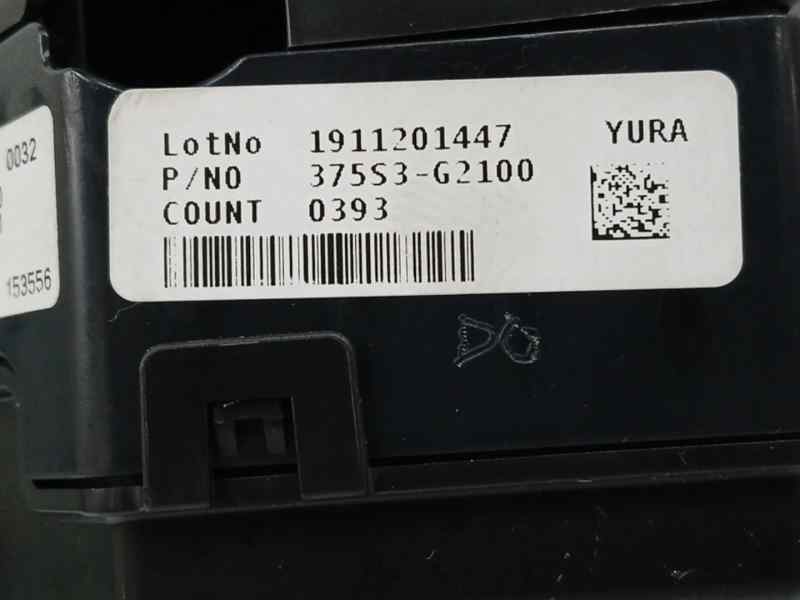 LotNo 1911201447 YURA
P/NO 375S3-G2100
COUNT 0393
0032
153556